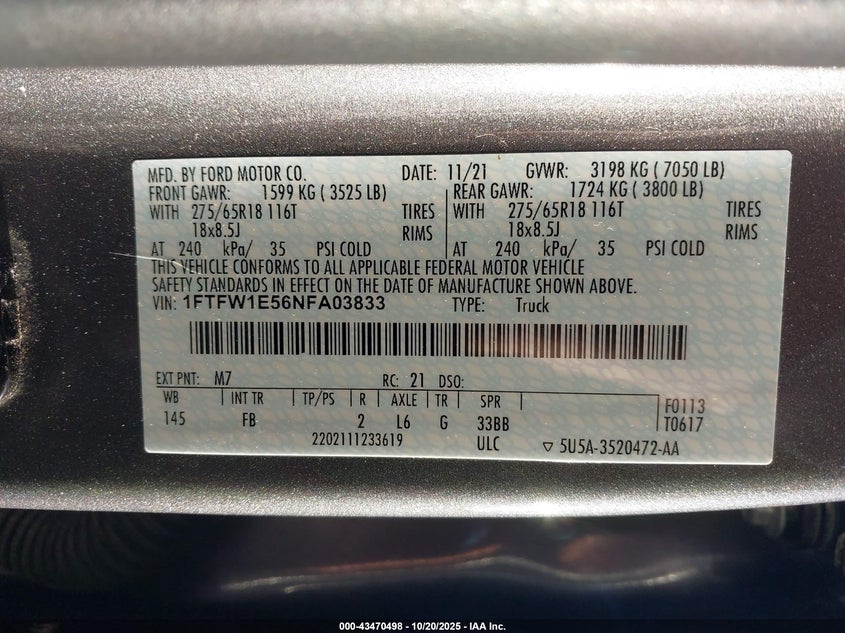 MFD. BY FORD MOTOR CO. DATE: 11/21 GVWR: 3198 KG ( 7050 LB)
FRONT GAWR: 1599 KG ( 3525 LB) REAR GAWR: 1724 KG ( 3800 LB)
WITH 275/65R18 116T TIRES WITH 275/65R18 116T TIRES
18x8.5J RIMS 18x8.5J RIMS
AT 240 kPa/ 35 PSI COLD AT 240 kPa/ 35 PSI COLD
THIS VEHICLE CONFORMS TO ALL APPLICABLE FEDERAL MOTOR VEHICLE
SAFETY STANDARDS IN EFFECT ON THE DATE OF MANUFACTURE SHOWN ABOVE.
VIN: 1FTFW1E56NFA03833 TYPE: Truck
EXT PNT: M7 RC: 21 DSO:
WB INT TR TP/PS R AXLE TR SPR F0113
145 FB 2 L6 G 33BB T0617
2202111233619 ULC ▽ 5U5A-3520472-AA
000-43470498 - 10/20/2025 - IAA Inc.